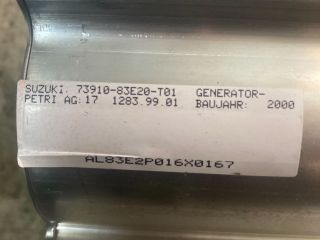 SUZUKI: 73910-83E20-T01 GENERATOR-
PETRI AG: 17 1283.99.01 BAUJAHR: 2000
AL83E2P016X0167